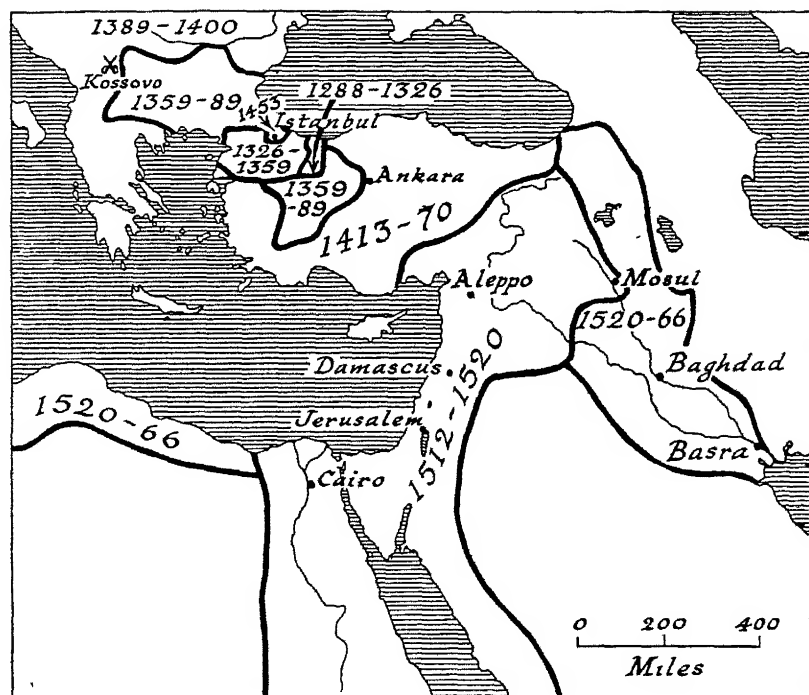 1389-1400
Kossovo
1359-89
1453
Istanbul
1288-1326
1326-
1359
1359
-89
Ankara
1413-70
Aleppo
Mosul
1520-66
Damascus
Baghdad
1520-66
Jerusalem
1512-1520
Basra
Cairo
0 200 400
Miles